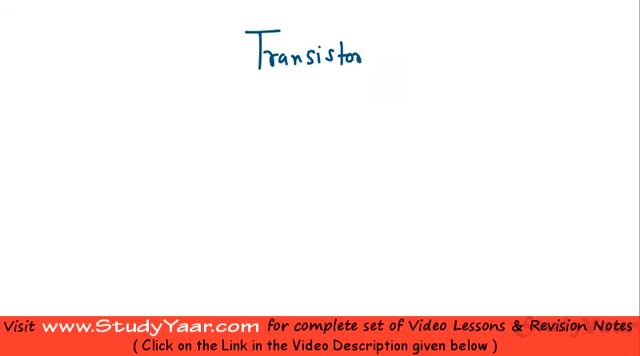 Transistor
Visit www.StudyYaar.com for complete set of Video Lessons & Revision Notes
( Click on the Link in the Video Description given below )